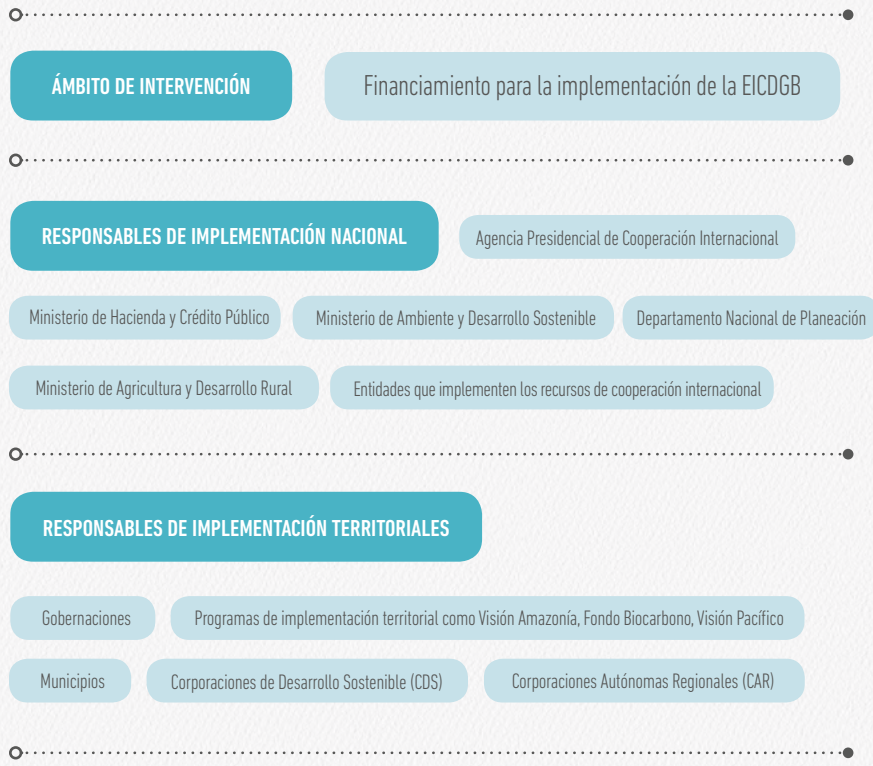 ÁMBITO DE INTERVENCIÓN
Financiamiento para la implementación de la EICDGB
RESPONSABLES DE IMPLEMENTACIÓN NACIONAL
Agencia Presidencial de Cooperación Internacional
Ministerio de Hacienda y Crédito Público
Ministerio de Ambiente y Desarrollo Sostenible
Departamento Nacional de Planeación
Ministerio de Agricultura y Desarrollo Rural
Entidades que implementen los recursos de cooperación internacional
RESPONSABLES DE IMPLEMENTACIÓN TERRITORIALES
Gobernaciones
Programas de implementación territorial como Visión Amazonía, Fondo Biocarbono, Visión Pacífico
Municipios
Corporaciones de Desarrollo Sostenible (CDS)
Corporaciones Autónomas Regionales (CAR)